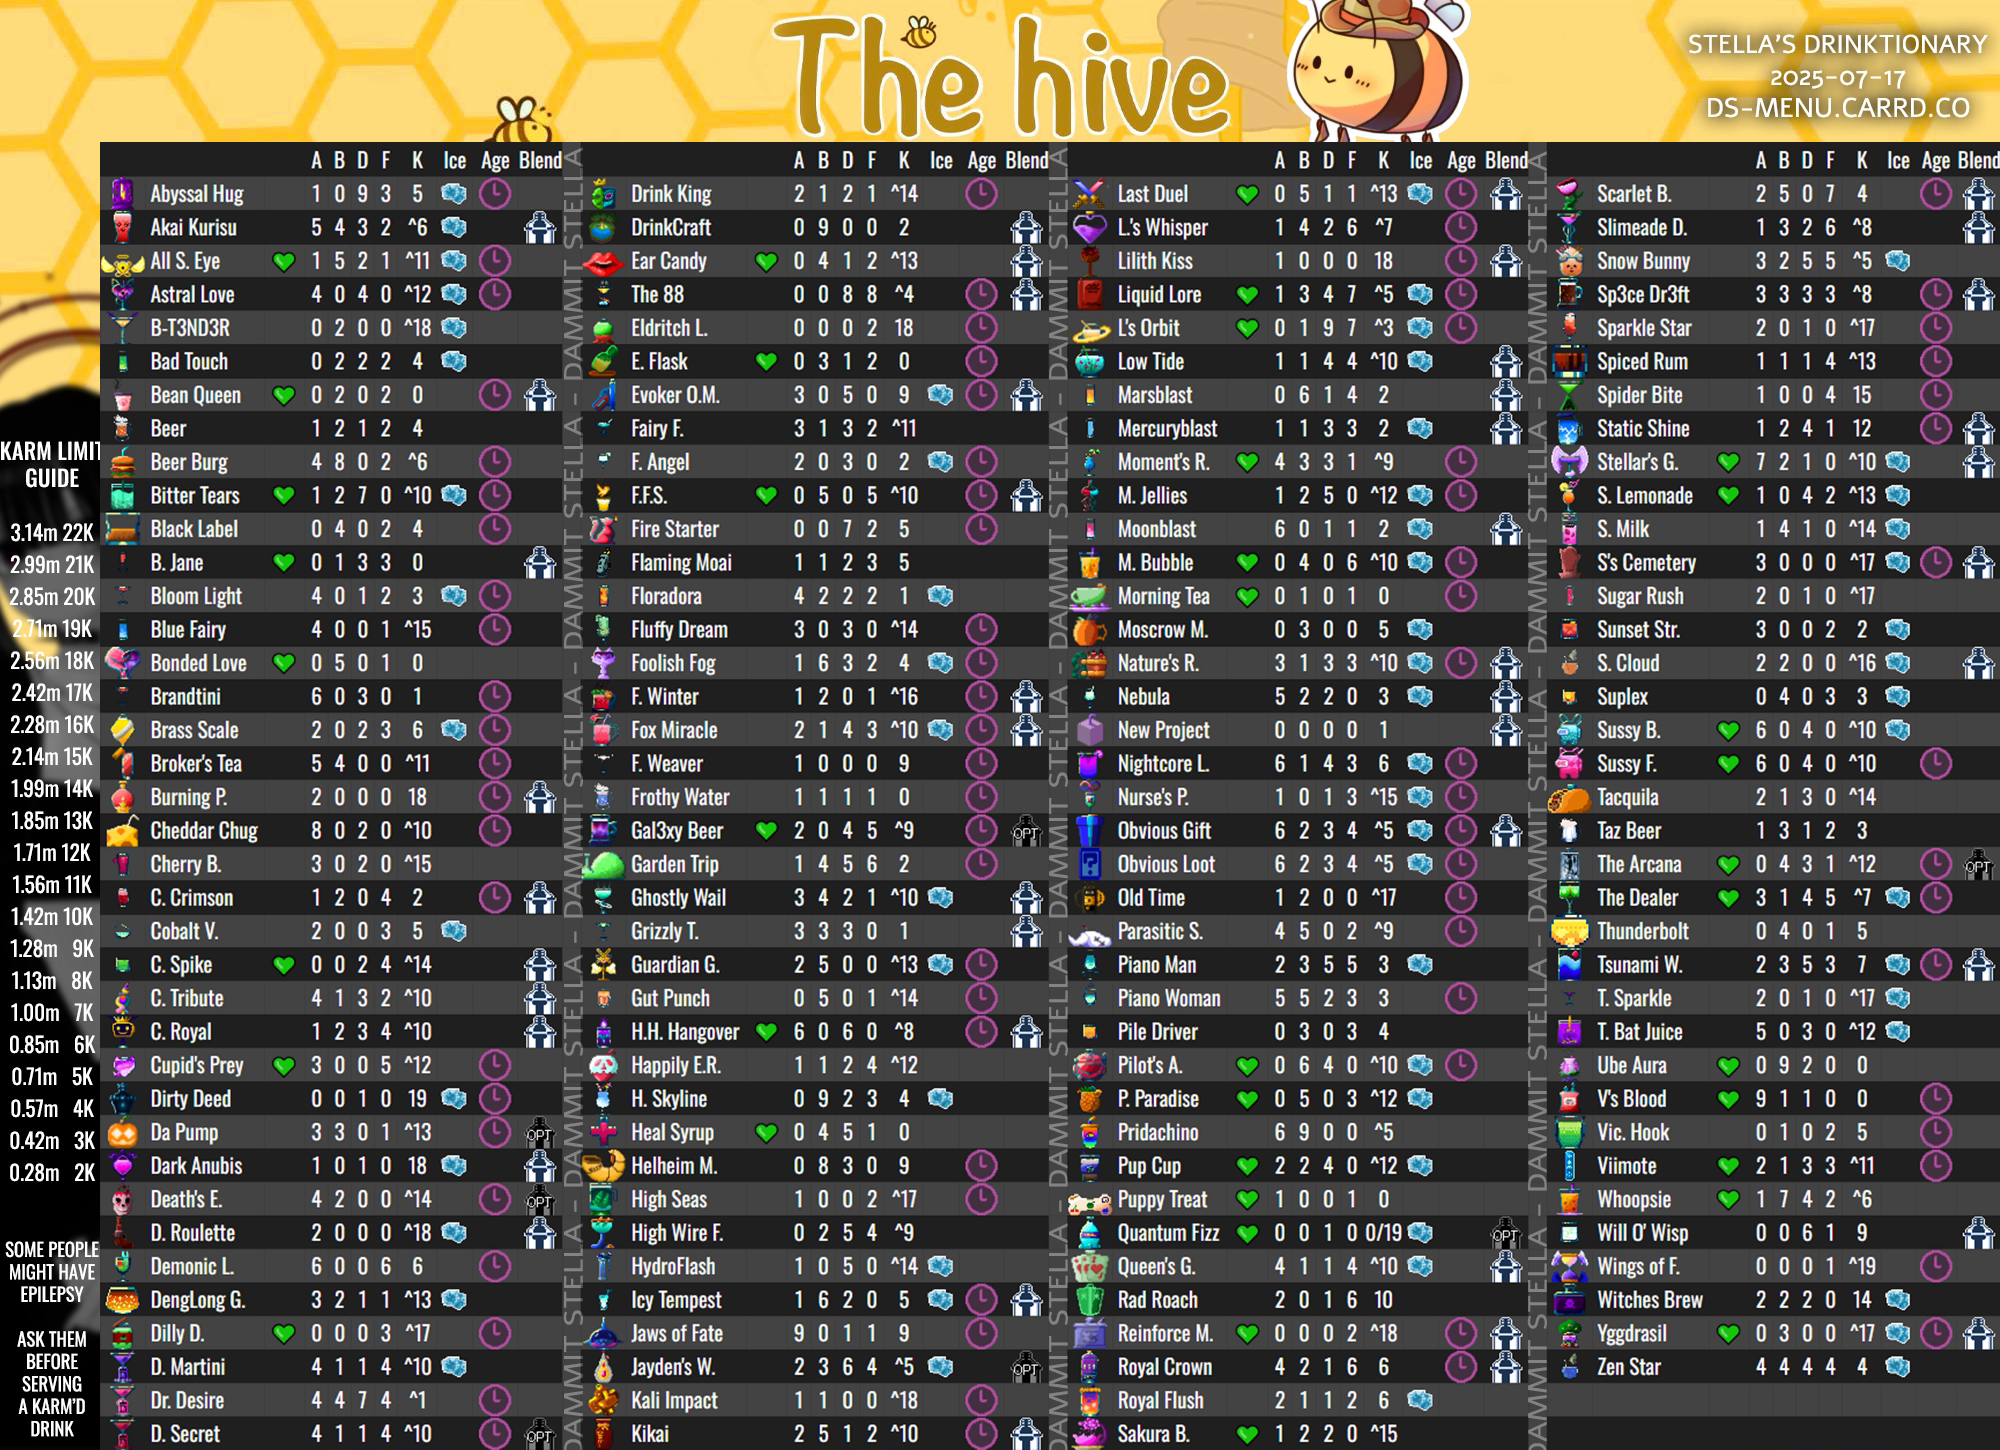 The hive
STELLA'S DRINKTIONARY
2025-07-17
DS-MENU.CARRD.CO
KARM LIMIT
GUIDE
3.14m 22K
2.99m 21K
2.85m 20K
2.71m 19K
2.56m 18K
2.42m 17K
2.28m 16K
2.14m 15K
1.99m 14K
1.85m 13K
1.71m 12K
1.56m 11K
1.42m 10K
1.28m 9K
1.13m 8K
1.00m 7K
0.85m 6K
0.71m 5K
0.57m 4K
0.42m 3K
0.28m 2K
SOME PEOPLE
MIGHT HAVE
EPILEPSY
ASK THEM
BEFORE
SERVING
A KARM'D
DRINK
A B D F K Ice Age Blend
Abyssal Hug 1 0 9 3 5
Akai Kurisu 5 4 3 2 ^6
All S. Eye 1 5 2 1 ^11
Astral Love 4 0 4 0 ^12
B-T3ND3R 0 2 0 0 ^18
Bad Touch 0 2 2 2 4
Bean Queen 0 2 0 2 0
Beer 1 2 1 2 4
Beer Burg 4 8 0 2 ^6
Bitter Tears 1 2 7 0 ^10
Black Label 0 4 0 2 4
B. Jane 0 1 3 3 0
Bloom Light 4 0 1 2 3
Blue Fairy 4 0 0 1 ^15
Bonded Love 0 5 0 1 0
Brandtini 6 0 3 0 1
Brass Scale 2 0 2 3 6
Broker's Tea 5 4 0 0 ^11
Burning P. 2 0 0 0 18
Cheddar Chug 8 0 2 0 ^10
Cherry B. 3 0 2 0 ^15
C. Crimson 1 2 0 4 2
Cobalt V. 2 0 0 3 5
C. Spike 0 0 2 4 ^14
C. Tribute 4 1 3 2 ^10
C. Royal 1 2 3 4 ^10
Cupid's Prey 3 0 0 5 ^12
Dirty Deed 0 0 1 0 19
Da Pump 3 3 0 1 ^13 OPT
Dark Anubis 1 0 1 0 18
Death's E. 4 2 0 0 ^14 OPT
D. Roulette 2 0 0 0 ^18
Demonic L. 6 0 0 6 6
DengLong G. 3 2 1 1 ^13
Dilly D. 0 0 0 3 ^17
D. Martini 4 1 1 4 ^10
Dr. Desire 4 4 7 4 ^1
D. Secret 4 1 1 4 ^10 OPT
DAMMIT STELLA - DAMMIT STELLA - DAMMIT STELLA - DAMMIT STELLA
A B D F K Ice Age Blend
Drink King 2 1 2 1 ^14
DrinkCraft 0 9 0 0 2
Ear Candy 0 4 1 2 ^13
The 88 0 0 8 8 ^4
Eldritch L. 0 0 0 2 18
E. Flask 0 3 1 2 0
Evoker O.M. 3 0 5 0 9
Fairy F. 3 1 3 2 ^11
F. Angel 2 0 3 0 2
F.F.S. 0 5 0 5 ^10
Fire Starter 0 0 7 2 5
Flaming Moai 1 1 2 3 5
Floradora 4 2 2 2 1
Fluffy Dream 3 0 3 0 ^14
Foolish Fog 1 6 3 2 4
F. Winter 1 2 0 1 ^16
Fox Miracle 2 1 4 3 ^10
F. Weaver 1 0 0 0 9
Frothy Water 1 1 1 1 0
Gal3xy Beer 2 0 4 5 ^9 OPT
Garden Trip 1 4 5 6 2
Ghostly Wail 3 4 2 1 ^10
Grizzly T. 3 3 3 0 1
Guardian G. 2 5 0 0 ^13
Gut Punch 0 5 0 1 ^14
H.H. Hangover 6 0 6 0 ^8
Happily E.R. 1 1 2 4 ^12
H. Skyline 0 9 2 3 4
Heal Syrup 0 4 5 1 0
Helheim M. 0 8 3 0 9
High Seas 1 0 0 2 ^17
High Wire F. 0 2 5 4 ^9
HydroFlash 1 0 5 0 ^14
Icy Tempest 1 6 2 0 5
Jaws of Fate 9 0 1 1 9
Jayden's W. 2 3 6 4 ^5 OPT
Kali Impact 1 1 0 0 ^18
Kikai 2 5 1 2 ^10
DAMMIT STELLA - DAMMIT STELLA - DAMMIT STELLA - DAMMIT STELLA
A B D F K Ice Age Blend
Last Duel 0 5 1 1 ^13
L.'s Whisper 1 4 2 6 ^7
Lilith Kiss 1 0 0 0 18
Liquid Lore 1 3 4 7 ^5
L's Orbit 0 1 9 7 ^3
Low Tide 1 1 4 4 ^10
Marsblast 0 6 1 4 2
Mercuryblast 1 1 3 3 2
Moment's R. 4 3 3 1 ^9
M. Jellies 1 2 5 0 ^12
Moonblast 6 0 1 1 2
M. Bubble 0 4 0 6 ^10
Morning Tea 0 1 0 1 0
Moscrow M. 0 3 0 0 5
Nature's R. 3 1 3 3 ^10
Nebula 5 2 2 0 3
New Project 0 0 0 0 1
Nightcore L. 6 1 4 3 6
Nurse's P. 1 0 1 3 ^15
Obvious Gift 6 2 3 4 ^5
Obvious Loot 6 2 3 4 ^5
Old Time 1 2 0 0 ^17
Parasitic S. 4 5 0 2 ^9
Piano Man 2 3 5 5 3
Piano Woman 5 5 2 3 3
Pile Driver 0 3 0 3 4
Pilot's A. 0 6 4 0 ^10
P. Paradise 0 5 0 3 ^12
Pridachino 6 9 0 0 ^5
Pup Cup 2 2 4 0 ^12
Puppy Treat 1 0 0 1 0
Quantum Fizz 0 0 1 0 0/19 OPT
Queen's G. 4 1 1 4 ^10
Rad Roach 2 0 1 6 10
Reinforce M. 0 0 0 2 ^18
Royal Crown 4 2 1 6 6
Royal Flush 2 1 1 2 6
Sakura B. 1 2 2 0 ^15
DAMMIT STELLA - DAMMIT STELLA - DAMMIT STELLA - DAMMIT STELLA
A B D F K Ice Age Blend
Scarlet B. 2 5 0 7 4
Slimeade D. 1 3 2 6 ^8
Snow Bunny 3 2 5 5 ^5
Sp3ce Dr3ft 3 3 3 3 ^8
Sparkle Star 2 0 1 0 ^17
Spiced Rum 1 1 1 4 ^13
Spider Bite 1 0 0 4 15
Static Shine 1 2 4 1 12
Stellar's G. 7 2 1 0 ^10
S. Lemonade 1 0 4 2 ^13
S. Milk 1 4 1 0 ^14
S's Cemetery 3 0 0 0 ^17
Sugar Rush 2 0 1 0 ^17
Sunset Str. 3 0 0 2 2
S. Cloud 2 2 0 0 ^16
Suplex 0 4 0 3 3
Sussy B. 6 0 4 0 ^10
Sussy F. 6 0 4 0 ^10
Tacquila 2 1 3 0 ^14
Taz Beer 1 3 1 2 3
The Arcana 0 4 3 1 ^12 OPT
The Dealer 3 1 4 5 ^7
Thunderbolt 0 4 0 1 5
Tsunami W. 2 3 5 3 7
T. Sparkle 2 0 1 0 ^17
T. Bat Juice 5 0 3 0 ^12
Ube Aura 0 9 2 0 0
V's Blood 9 1 1 0 0
Vic. Hook 0 1 0 2 5
Viimote 2 1 3 3 ^11
Whoopsie 1 7 4 2 ^6
Will O' Wisp 0 0 6 1 9
Wings of F. 0 0 0 1 ^19
Witches Brew 2 2 2 0 14
Yggdrasil 0 3 0 0 ^17
Zen Star 4 4 4 4 4